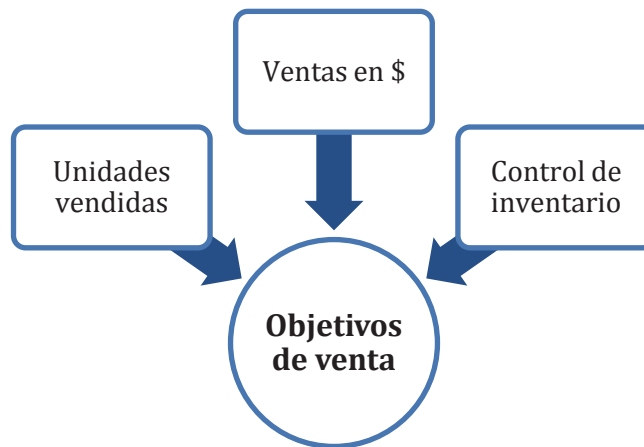 Ventas en $
Unidades
vendidas
Control de
inventario
Objetivos
de venta